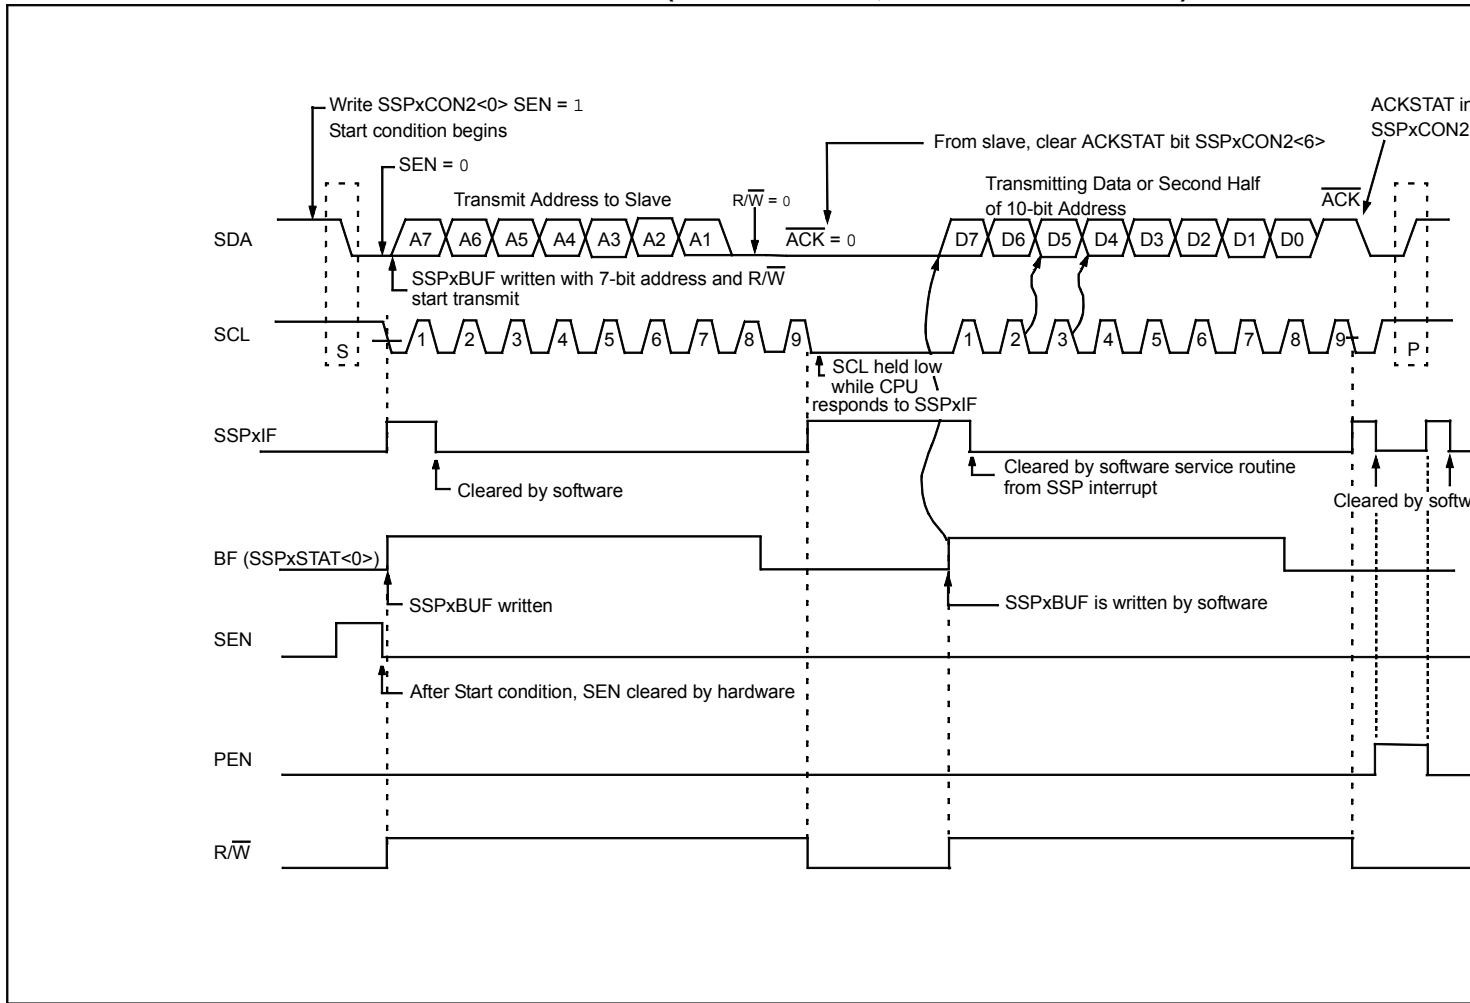 Write SSPxCON2<0> SEN = 1
Start condition begins
ACKSTAT in
SSPxCON2
From slave, clear ACKSTAT bit SSPxCON2<6>
SEN = 0
Transmit Address to Slave
R/W̅ = 0
Transmitting Data or Second Half
of 10-bit Address
A̅C̅K̅
SDA
A7 A6 A5 A4 A3 A2 A1
A̅C̅K̅ = 0
D7 D6 D5 D4 D3 D2 D1 D0
SSPxBUF written with 7-bit address and R/W̅
start transmit
SCL
S
1 2 3 4 5 6 7 8 9
1 2 3 4 5 6 7 8 9
P
SCL held low
while CPU
responds to SSPxIF
SSPxIF
Cleared by software
Cleared by software service routine
from SSP interrupt
Cleared by softw
BF (SSPxSTAT<0>)
SSPxBUF written
SSPxBUF is written by software
SEN
After Start condition, SEN cleared by hardware
PEN
R/W̅